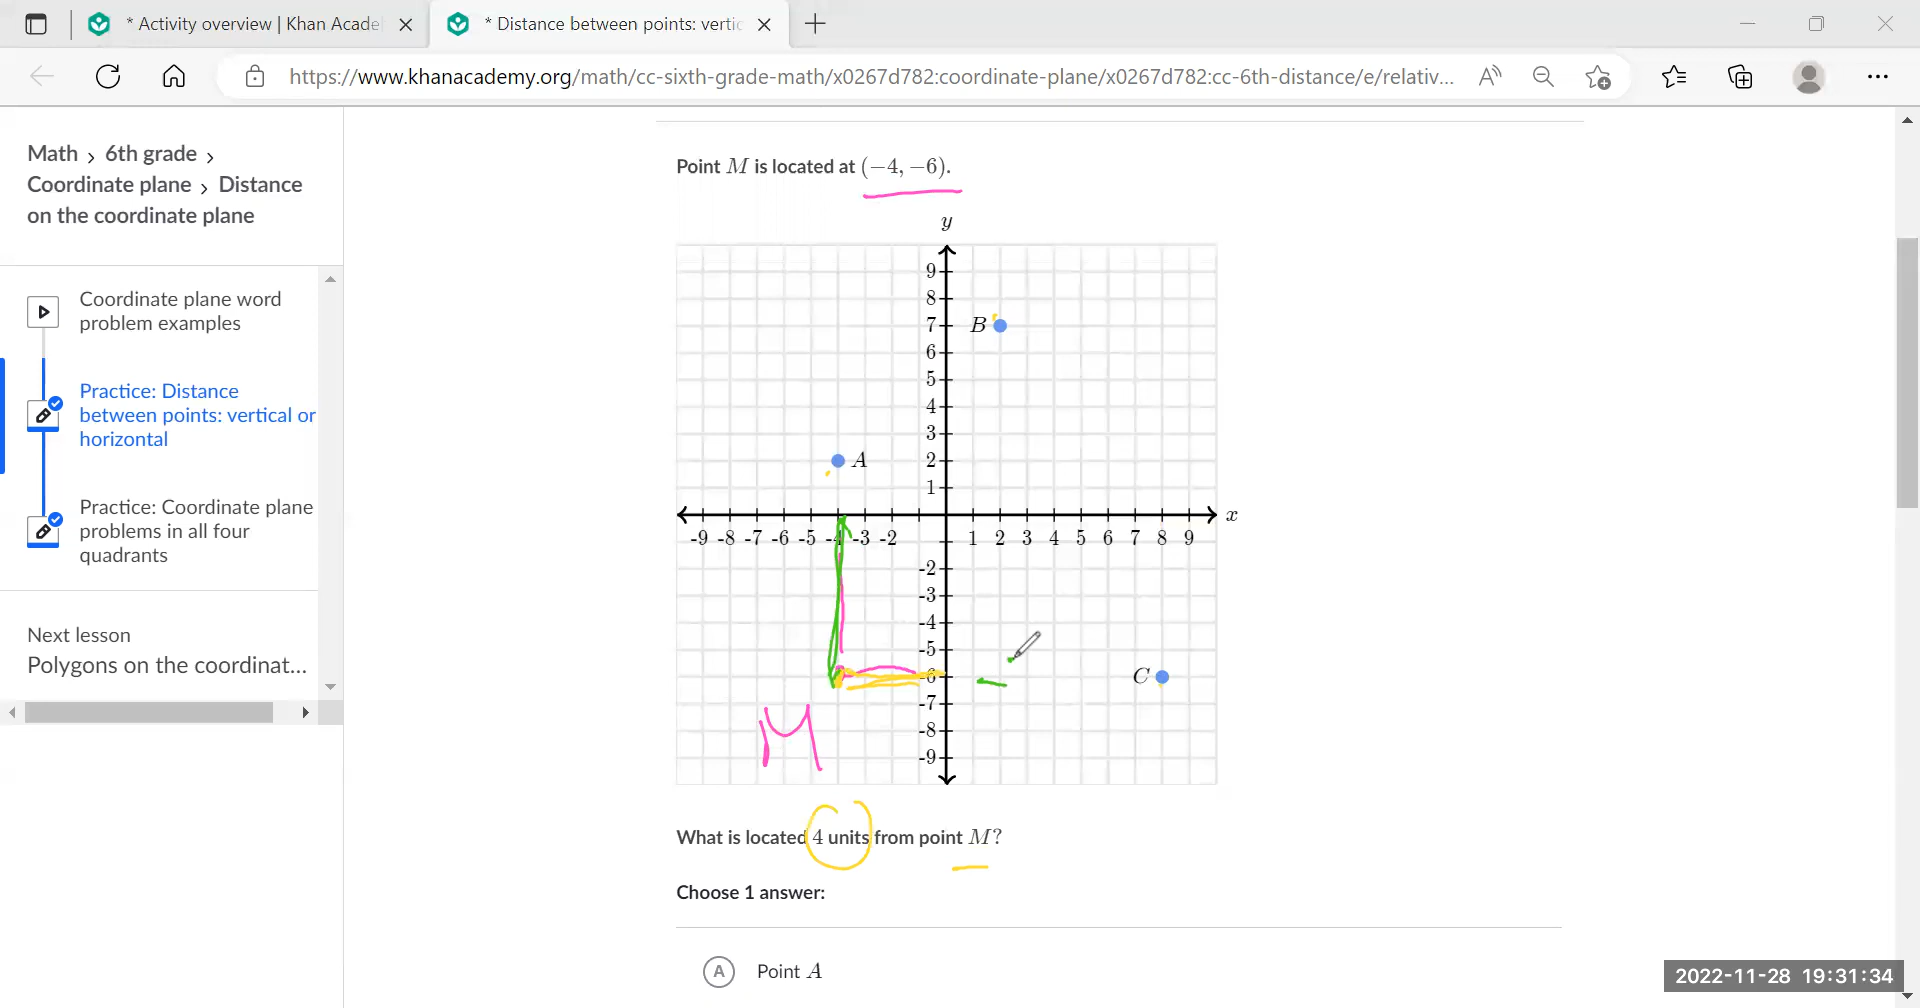 * Activity overview | Khan Acade
* Distance between points: vertic
https://www.khanacademy.org/math/cc-sixth-grade-math/x0267d782:coordinate-plane/x0267d782:cc-6th-distance/e/relativ...
Math > 6th grade >
Coordinate plane > Distance
on the coordinate plane
Coordinate plane word
problem examples
Practice: Distance
between points: vertical or
horizontal
Practice: Coordinate plane
problems in all four
quadrants
Next lesson
Polygons on the coordinat...
Point M is located at (−4, −6).
y
9
8
B
7
6
5
4
3
A
2
1
x
-9 -8 -7 -6 -5 -4 -3 -2 1 2 3 4 5 6 7 8 9
-2
-3
-4
-5
-6
C
-7
M
-8
-9
What is located 4 units from point M?
Choose 1 answer:
A Point A
2022-11-28 19:31:34